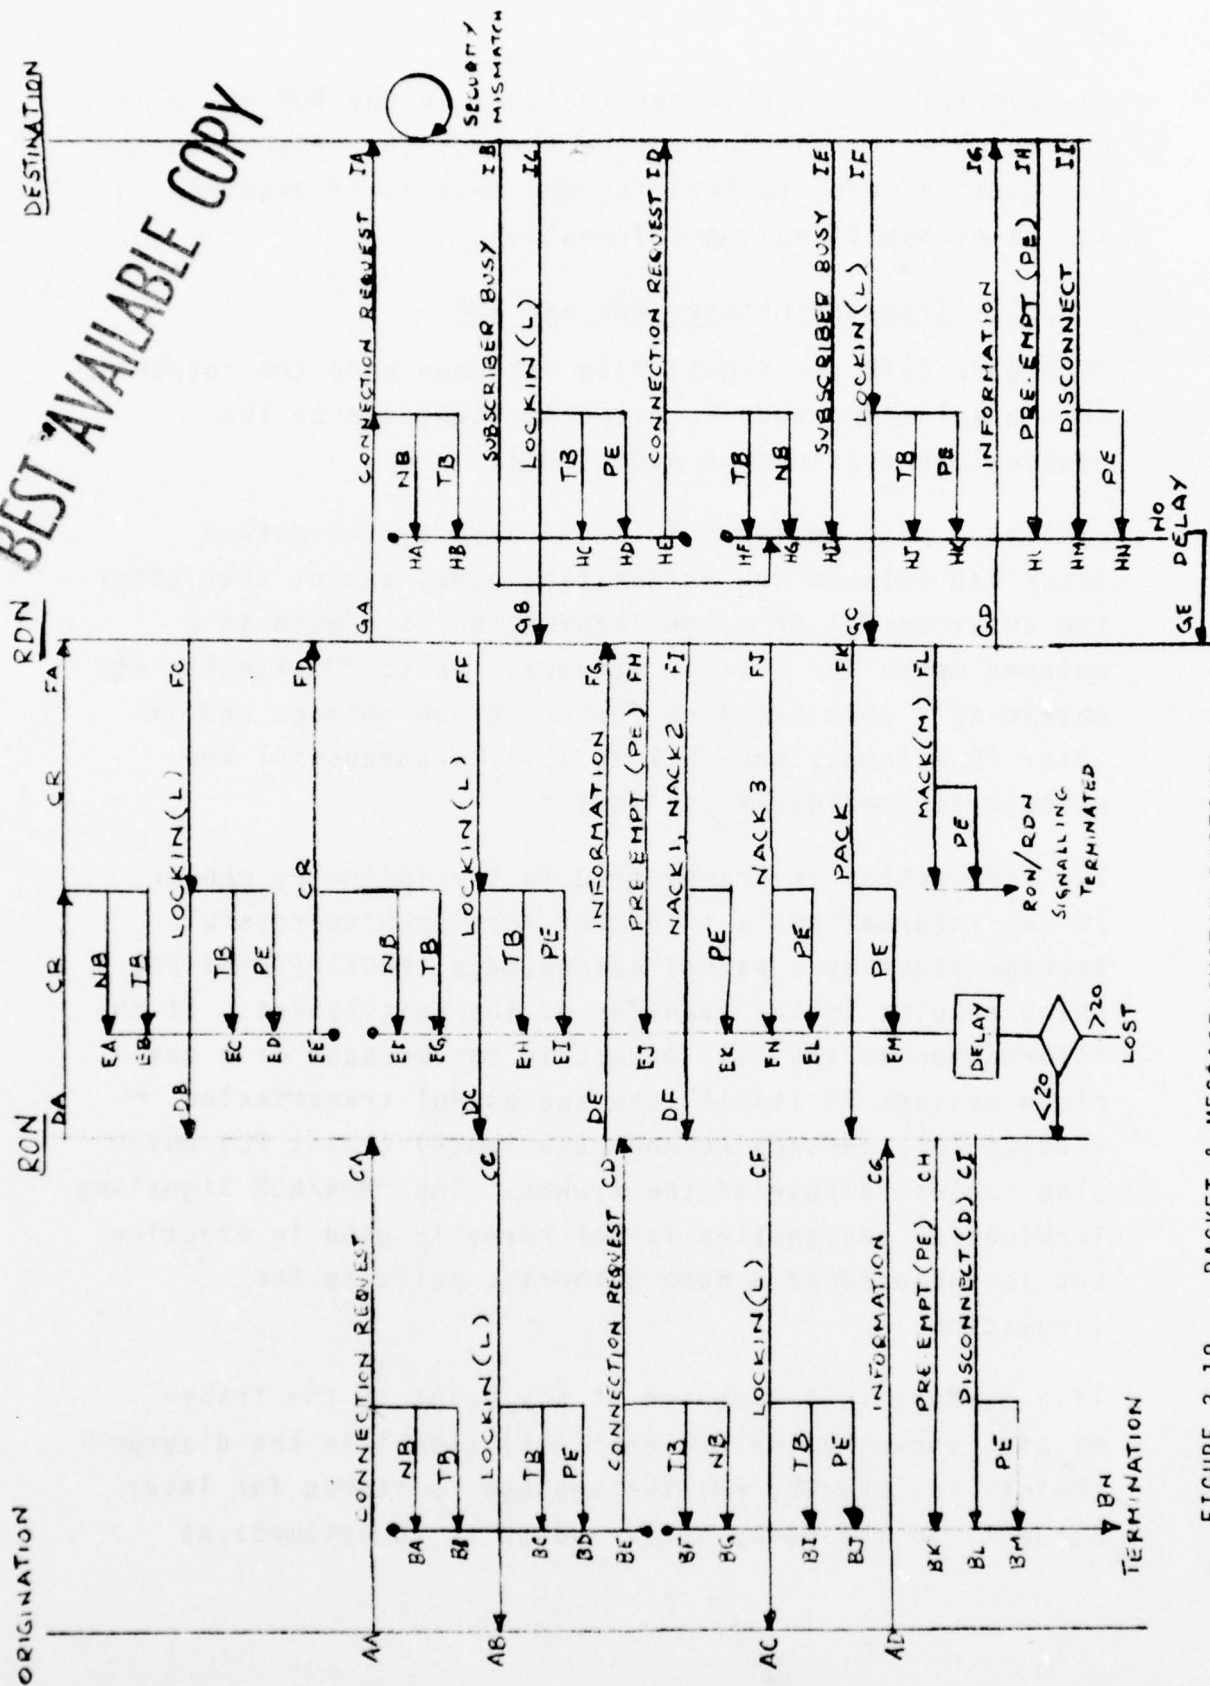 BEST AVAILABLE COPY
ORIGINATION
RON
RDN
DESTINATION
CONNECTION REQUEST CA
AA
NB
BA
TB
BB
AB
LOCKIN(L) CC
TB
BC
PE
BD
BE
CONNECTION REQUEST CD
TB
BF
NB
BG
AC
LOCKIN(L) CF
TB
BI
PE
BJ
AD
INFORMATION CG
PRE EMPT(PE) CH
BK
DISCONNECT(D) CI
BL
PE
BM
BN
TERMINATION
DA
CR
CR
FA
NB
EA
TB
EB
DB
LOCKIN(L) FC
TB
EC
PE
ED
EE
CR
FD
NB
EF
TB
EG
DC
LOCKIN(L) FF
TB
EH
PE
EI
DE
INFORMATION FG
PREEMPT(PE) FH
EJ
DF
NACK1, NACK2 FI
PE
EK
NACK 3 FJ
EN
PE
EL
PACK FK
PE
EM
MACK(M) FL
PE
RON/RDN
SIGNALLING
TERMINATED
DELAY
<20
>20
LOST
GA
CONNECTION REQUEST IA
NB
HA
TB
HB
SECURITY
MISMATCH
SUBSCRIBER BUSY IB
GB
LOCKIN(L) IC
TB
HC
PE
HD
HE
CONNECTION REQUEST ID
TB
HF
NB
HG
SUBSCRIBER BUSY IE
HI
GC
LOCKIN(L) IF
TB
HJ
PE
HK
GD
INFORMATION IG
PRE-EMPT(PE) IH
HL
DISCONNECT II
HM
PE
HN
NO
DELAY
GE